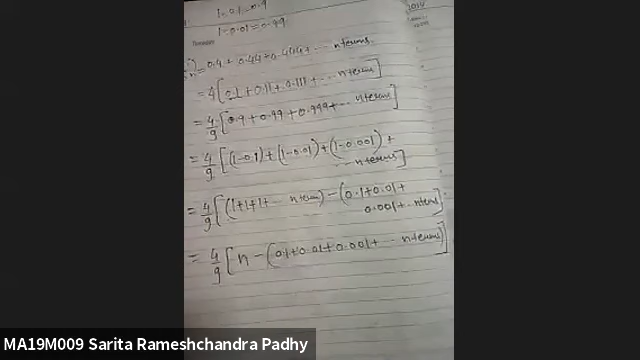 1-0.1=0.9
1-0.01=0.99
i)
Sn=0.4+0.44+0.444+... n terms.
=4[0.1+0.11+0.111+... n terms]
=4/9[0.9+0.99+0.999+... n terms]
=4/9[(1-0.1)+(1-0.01)+(1-0.001)+
... n terms]
=4/9[(1+1+1+... n terms)-(0.1+0.01+
0.001+... n terms]
=4/9[n-(0.1+0.01+0.001+... n terms)]
MA19M009 Sarita Rameshchandra Padhy